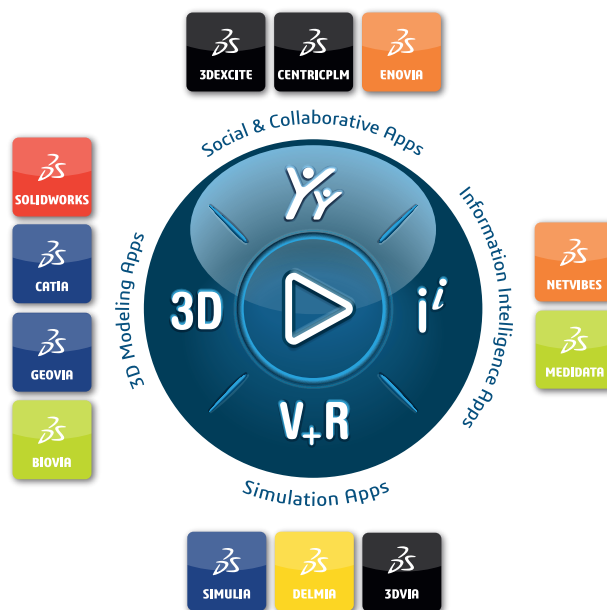 3DEXCITE
CENTRICPLM
ENOVIA
Social & Collaborative Apps
SOLIDWORKS
CATIA
GEOVIA
BIOVIA
3D Modeling Apps
3D
i i
V+R
Information Intelligence Apps
NETVIBES
MEDIDATA
Simulation Apps
SIMULIA
DELMIA
3DVIA